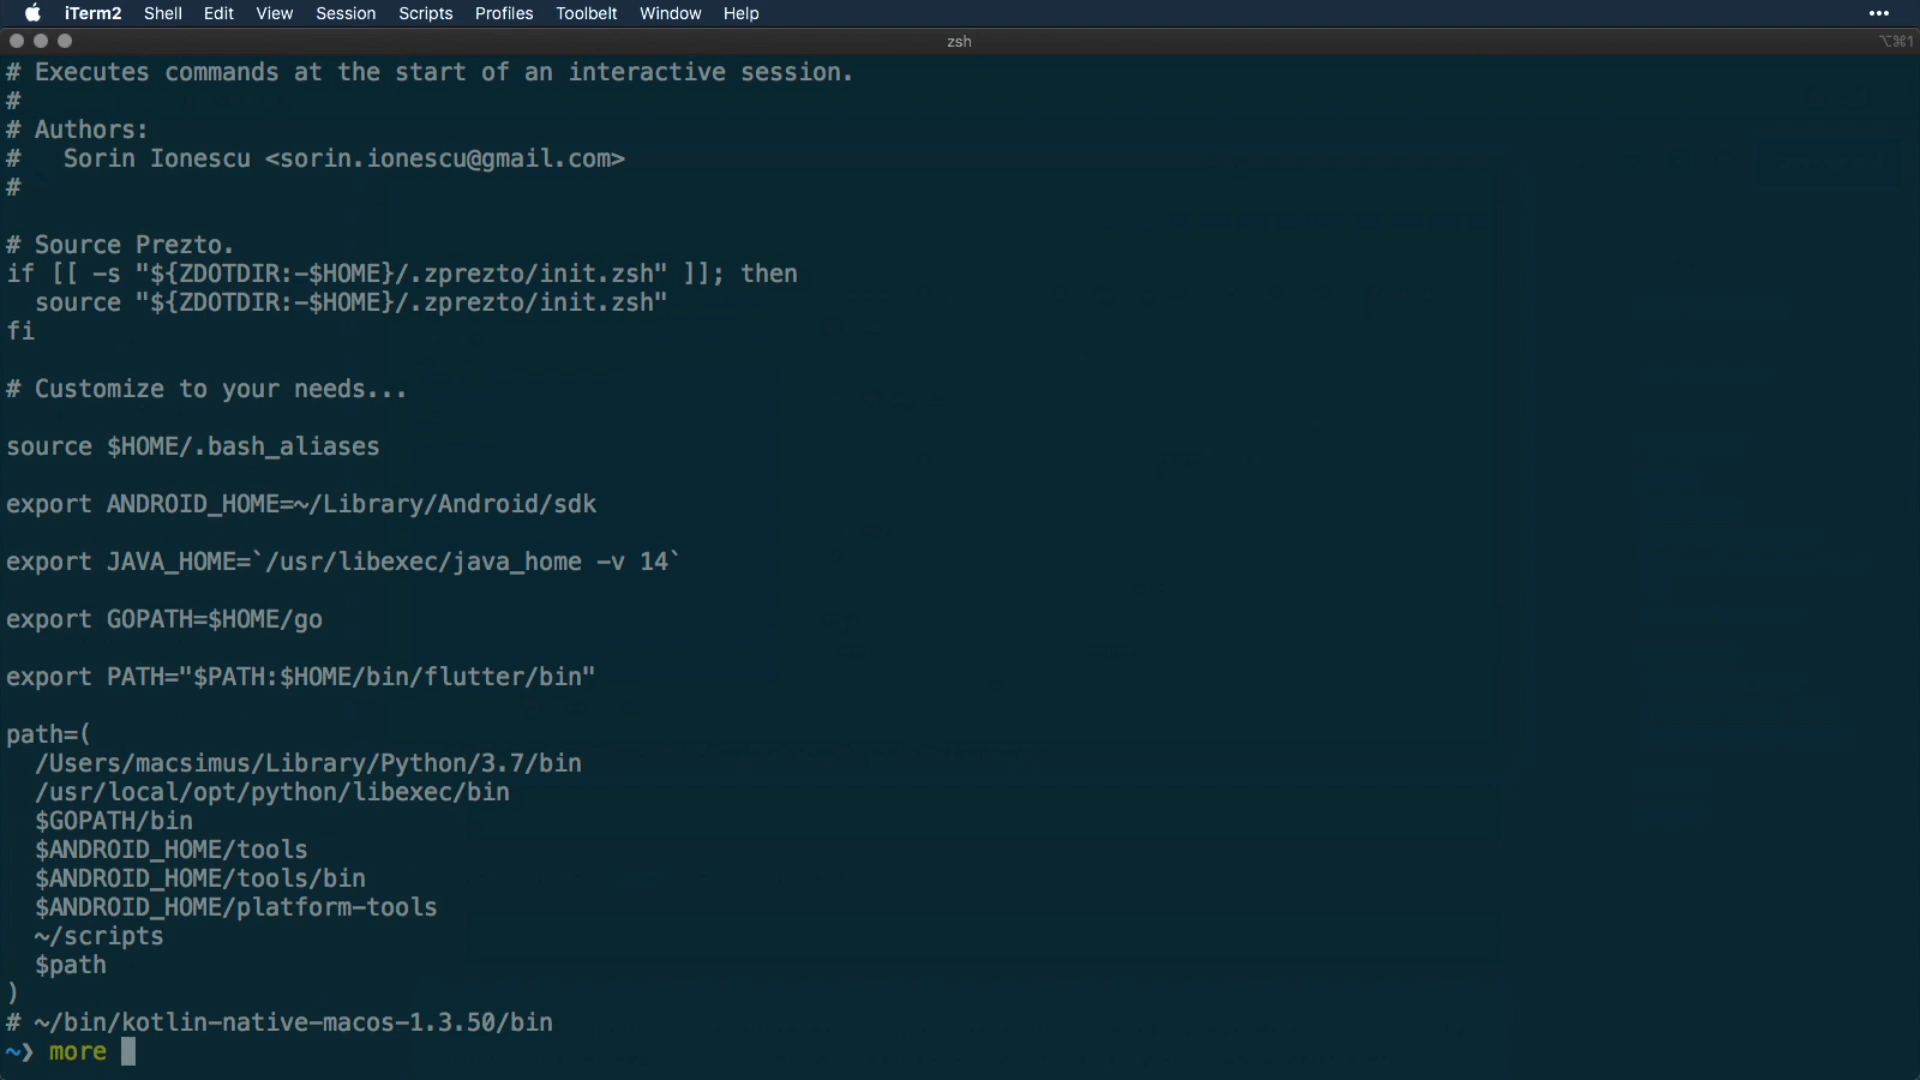 iTerm2 Shell Edit View Session Scripts Profiles Toolbelt Window Help •••
zsh ⌥⌘1
# Executes commands at the start of an interactive session.
#
# Authors:
#   Sorin Ionescu <sorin.ionescu@gmail.com>
#
# Source Prezto.
if [[ -s "${ZDOTDIR:-$HOME}/.zprezto/init.zsh" ]]; then
  source "${ZDOTDIR:-$HOME}/.zprezto/init.zsh"
fi
# Customize to your needs...
source $HOME/.bash_aliases
export ANDROID_HOME=~/Library/Android/sdk
export JAVA_HOME=`/usr/libexec/java_home -v 14`
export GOPATH=$HOME/go
export PATH="$PATH:$HOME/bin/flutter/bin"
path=(
  /Users/macsimus/Library/Python/3.7/bin
  /usr/local/opt/python/libexec/bin
  $GOPATH/bin
  $ANDROID_HOME/tools
  $ANDROID_HOME/tools/bin
  $ANDROID_HOME/platform-tools
  ~/scripts
  $path
)
# ~/bin/kotlin-native-macos-1.3.50/bin
~❯ more